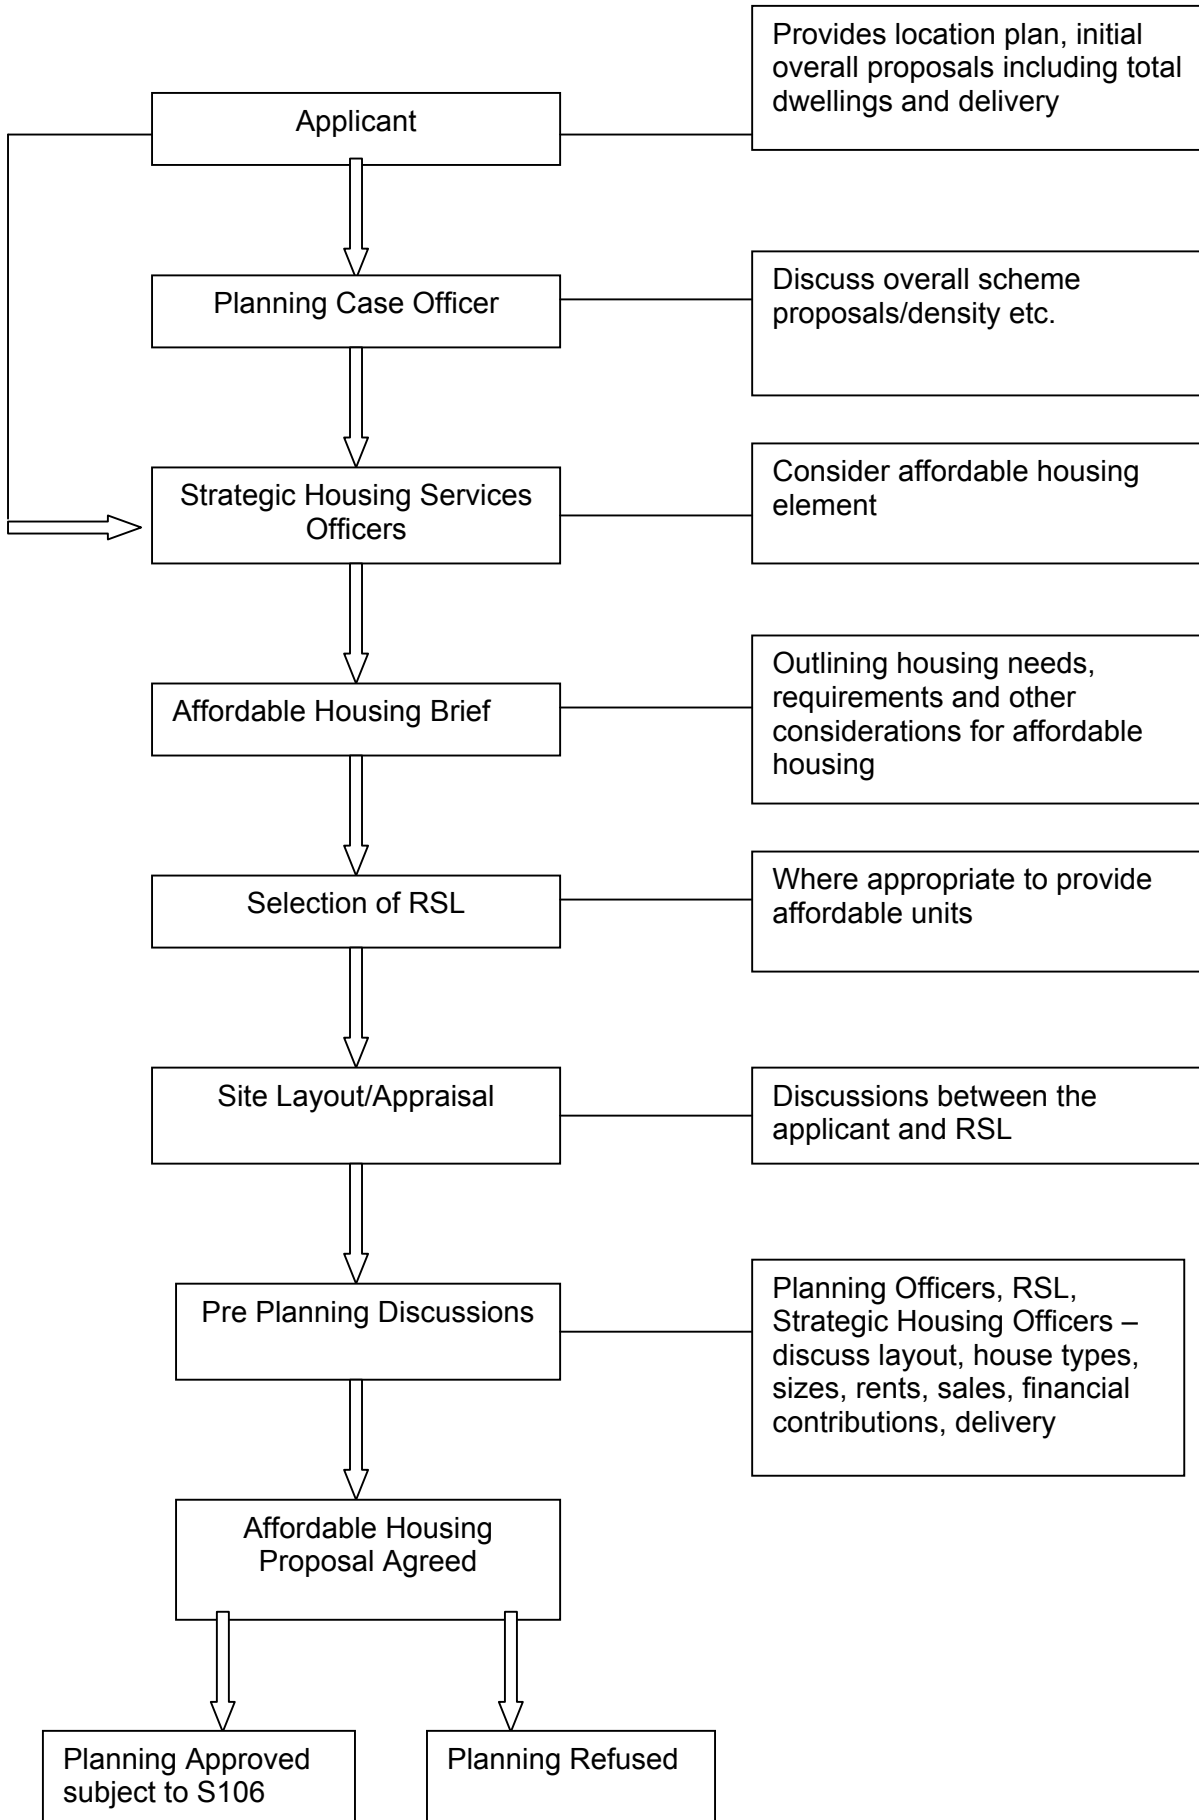 Applicant
Provides location plan, initial
overall proposals including total
dwellings and delivery
Planning Case Officer
Discuss overall scheme
proposals/density etc.
Strategic Housing Services
Officers
Consider affordable housing
element
Affordable Housing Brief
Outlining housing needs,
requirements and other
considerations for affordable
housing
Selection of RSL
Where appropriate to provide
affordable units
Site Layout/Appraisal
Discussions between the
applicant and RSL
Pre Planning Discussions
Planning Officers, RSL,
Strategic Housing Officers –
discuss layout, house types,
sizes, rents, sales, financial
contributions, delivery
Affordable Housing
Proposal Agreed
Planning Approved
subject to S106
Planning Refused